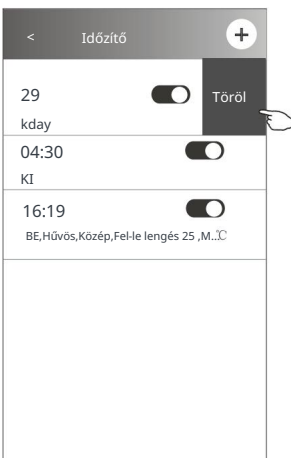 < Időzítő +
29
Töröl
kday
04:30
KI
16:19
BE,Hűvös,Közép,Fel-le lengés 25 ,M...℃